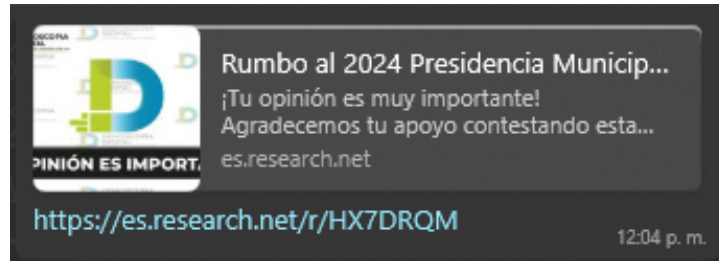 Rumbo al 2024 Presidencia Municip...
¡Tu opinión es muy importante!
Agradecemos tu apoyo contestando esta...
PINIÓN ES IMPORT.
es.research.net
https://es.research.net/r/HX7DRQM
12:04 p. m.